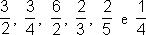 3/2, 3/4, 6/2, 2/3, 2/5 e 1/4